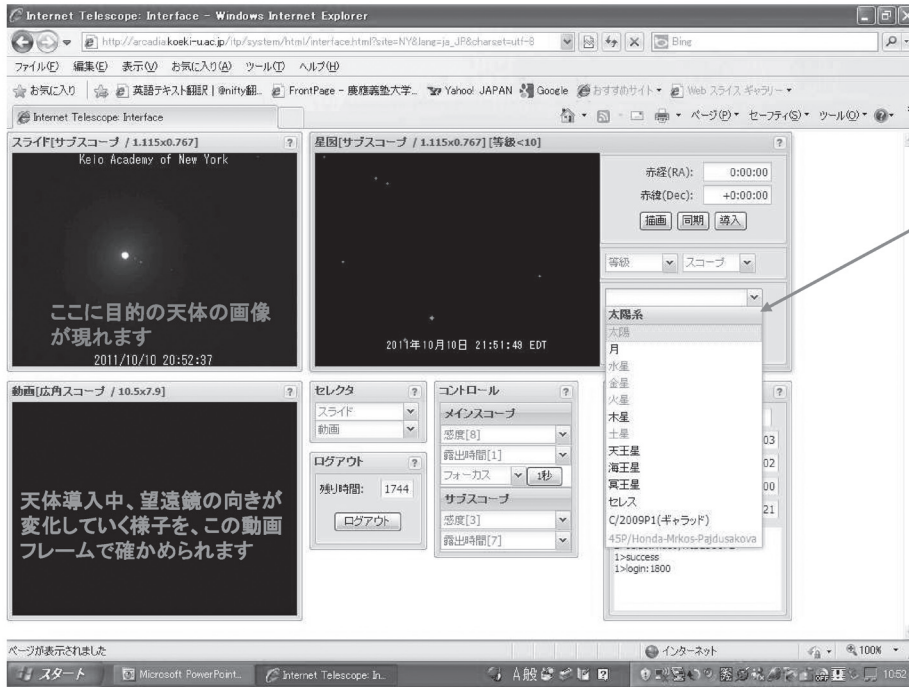 Internet Telescope: Interface - Windows Internet Explorer
http://arcadia.koeki-u.ac.jp/itp/system/html/interface.html?site=NY&lang=ja_JP&charset=utf-8
Bing
ファイル(F) 編集(E) 表示(V) お気に入り(A) ツール(T) ヘルプ(H)
お気に入り 英語テキスト翻訳 | @nifty翻... FrontPage - 慶應義塾大学... Yahoo! JAPAN Google おすすめサイト Web スライス ギャラリー
Internet Telescope: Interface
ページ(P) セーフティ(S) ツール(O)
スライド[サブスコープ / 1.115x0.767] ?
Keio Academy of New York
ここに目的の天体の画像
が現れます
2011/10/10 20:52:37
星図[サブスコープ / 1.115x0.767] [等級<10] ?
2011年10月10日 21:51:49 EDT
赤経(RA): 0:00:00
赤緯(Dec): +0:00:00
描画 同期 導入
等級 スコープ
太陽系
太陽
月
水星
金星
火星
木星
土星
天王星
海王星
冥王星
セレス
C/2009P1(ギャラッド)
45P/Honda-Mrkos-Pajdusakova
動画[広角スコープ / 10.5x7.9] ?
天体導入中、望遠鏡の向きが
変化していく様子を、この動画
フレームで確かめられます
セレクタ ?
スライド
動画
ログアウト ?
残り時間: 1744
ログアウト
コントロール ?
メインスコープ
感度[8]
露出時間[1]
フォーカス 1秒
サブスコープ
感度[3]
露出時間[7]
?
03
02
00
21
1>success
1>login:1800
ページが表示されました
インターネット
100%
スタート Microsoft PowerPoint... Internet Telescope: In...
A般
1052